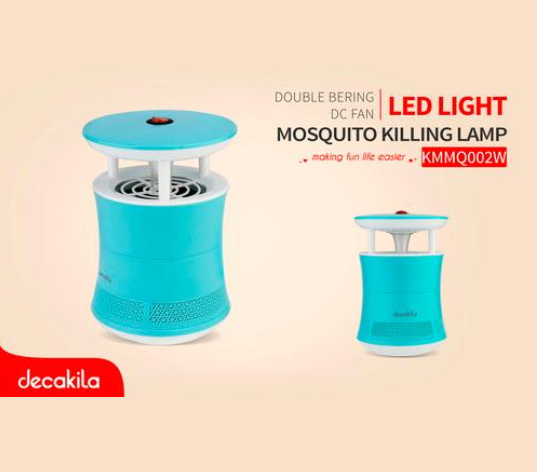 DOUBLE BERING
DC FAN
LED LIGHT
MOSQUITO KILLING LAMP
making fun life easier
KMMQ002W
decakila
decakila
decakila